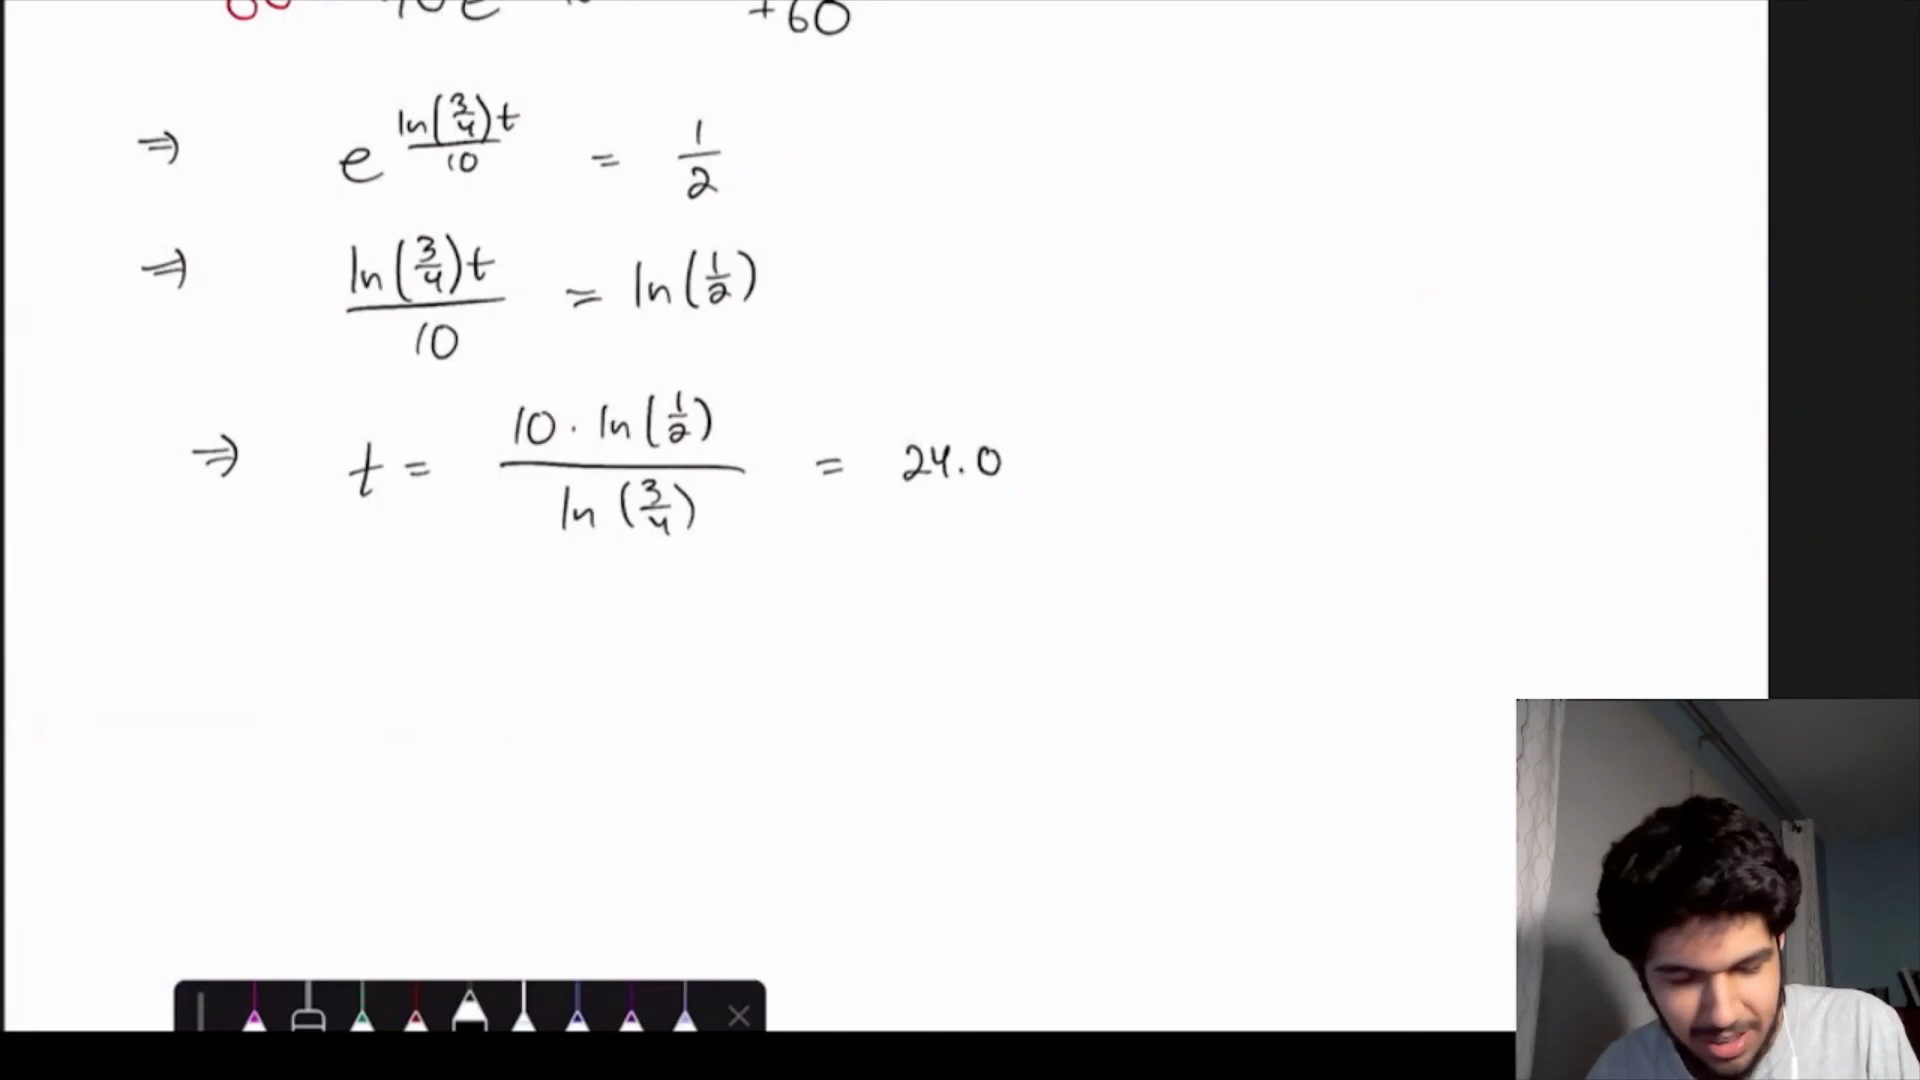 +60
⇒ e^(ln(3/4)t/10) = 1/2
⇒ ln(3/4)t/10 = ln(1/2)
⇒ t = 10 · ln(1/2)/ln(3/4) = 24.0